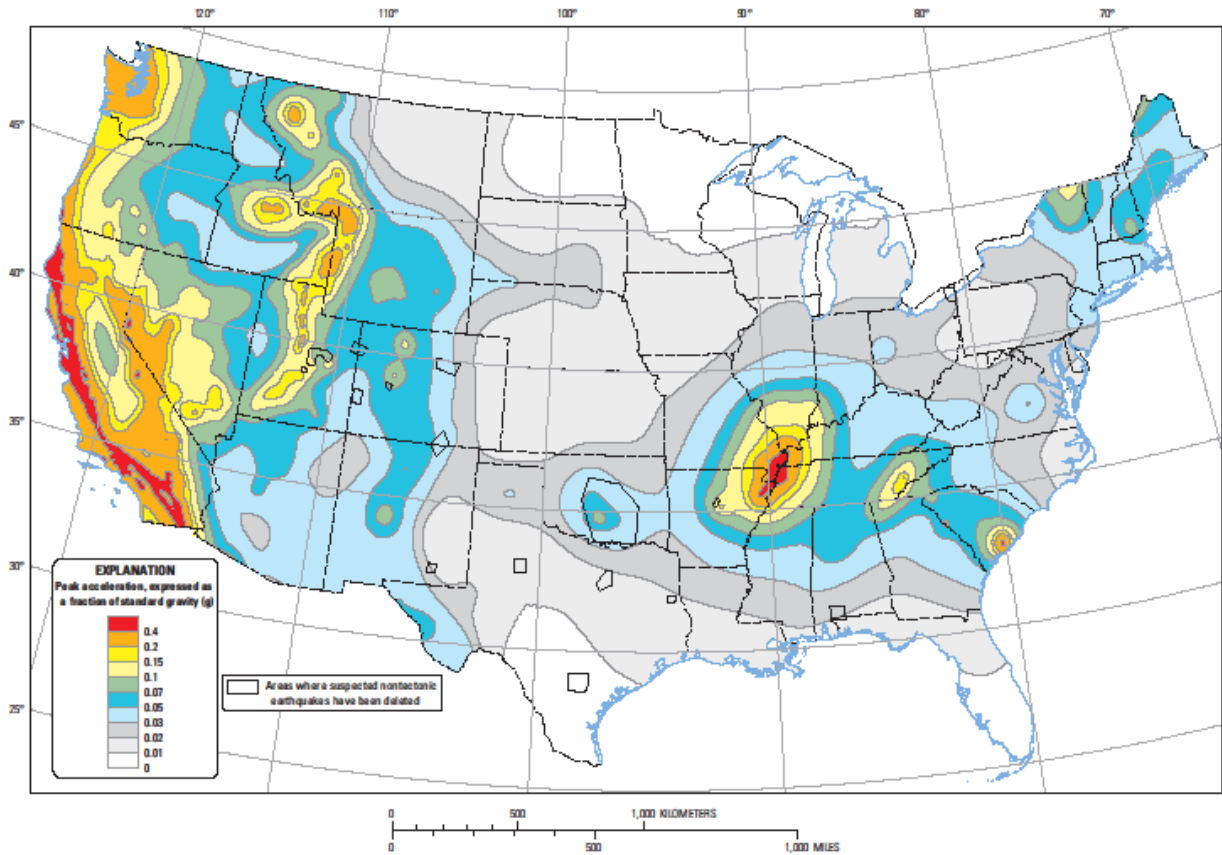 120° 110° 100° 90° 80° 70°
45°
40°
35°
30°
25°
EXPLANATION
Peak acceleration, expressed as
a fraction of standard gravity (g)
0.4
0.2
0.15
0.1
0.07
0.05
0.03
0.02
0.01
0
Areas where suspected nontectonic
earthquakes have been deleted
0 500 1,000 KILOMETERS
0 500 1,000 MILES